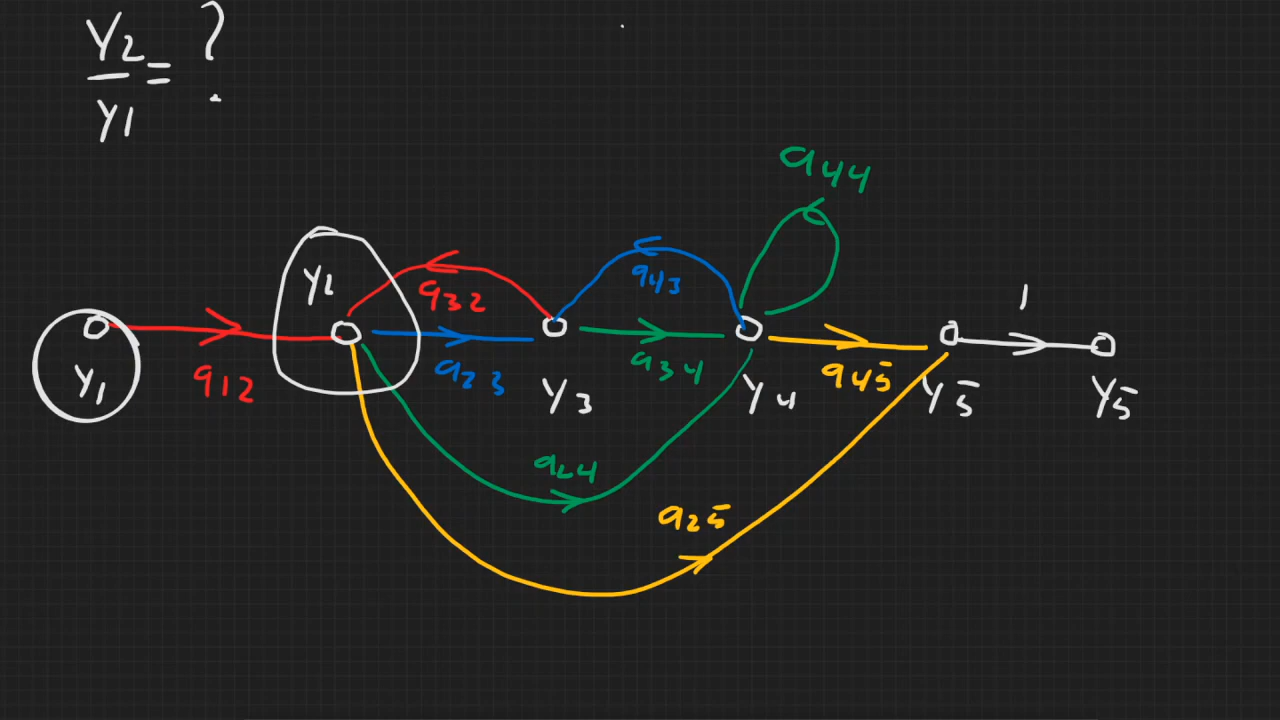 y2
— = ?
y1
a44
y2
a32
a43
1
y1
a12
a23
y3
a34
y4
a45
y5
y5
a24
a25